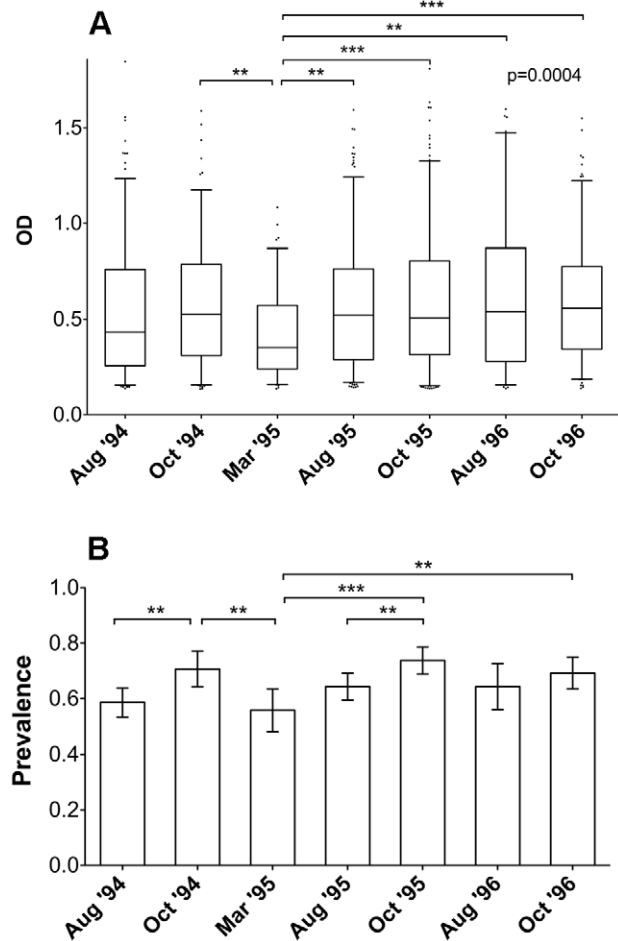 A
***
**
***
** **
p=0.0004
OD
1.5
1.0
0.5
0.0
Aug '94 Oct '94 Mar '95 Aug '95 Oct '95 Aug '96 Oct '96
B
**
***
** ** **
Prevalence
1.0
0.8
0.6
0.4
0.2
0.0
Aug '94 Oct '94 Mar '95 Aug '95 Oct '95 Aug '96 Oct '96